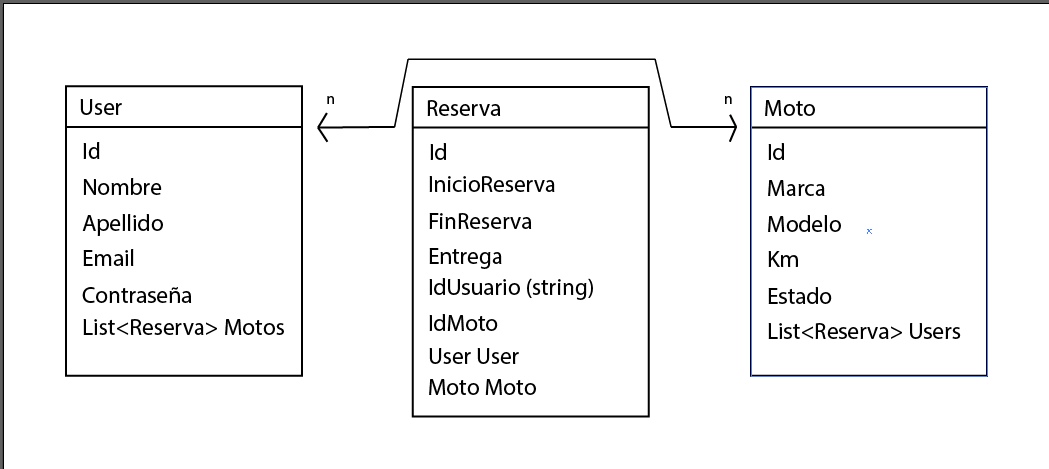 User
Id
Nombre
Apellido
Email
Contraseña
List<Reserva> Motos
n
Reserva
Id
InicioReserva
FinReserva
Entrega
IdUsuario (string)
IdMoto
User User
Moto Moto
n
Moto
Id
Marca
Modelo
Km
Estado
List<Reserva> Users